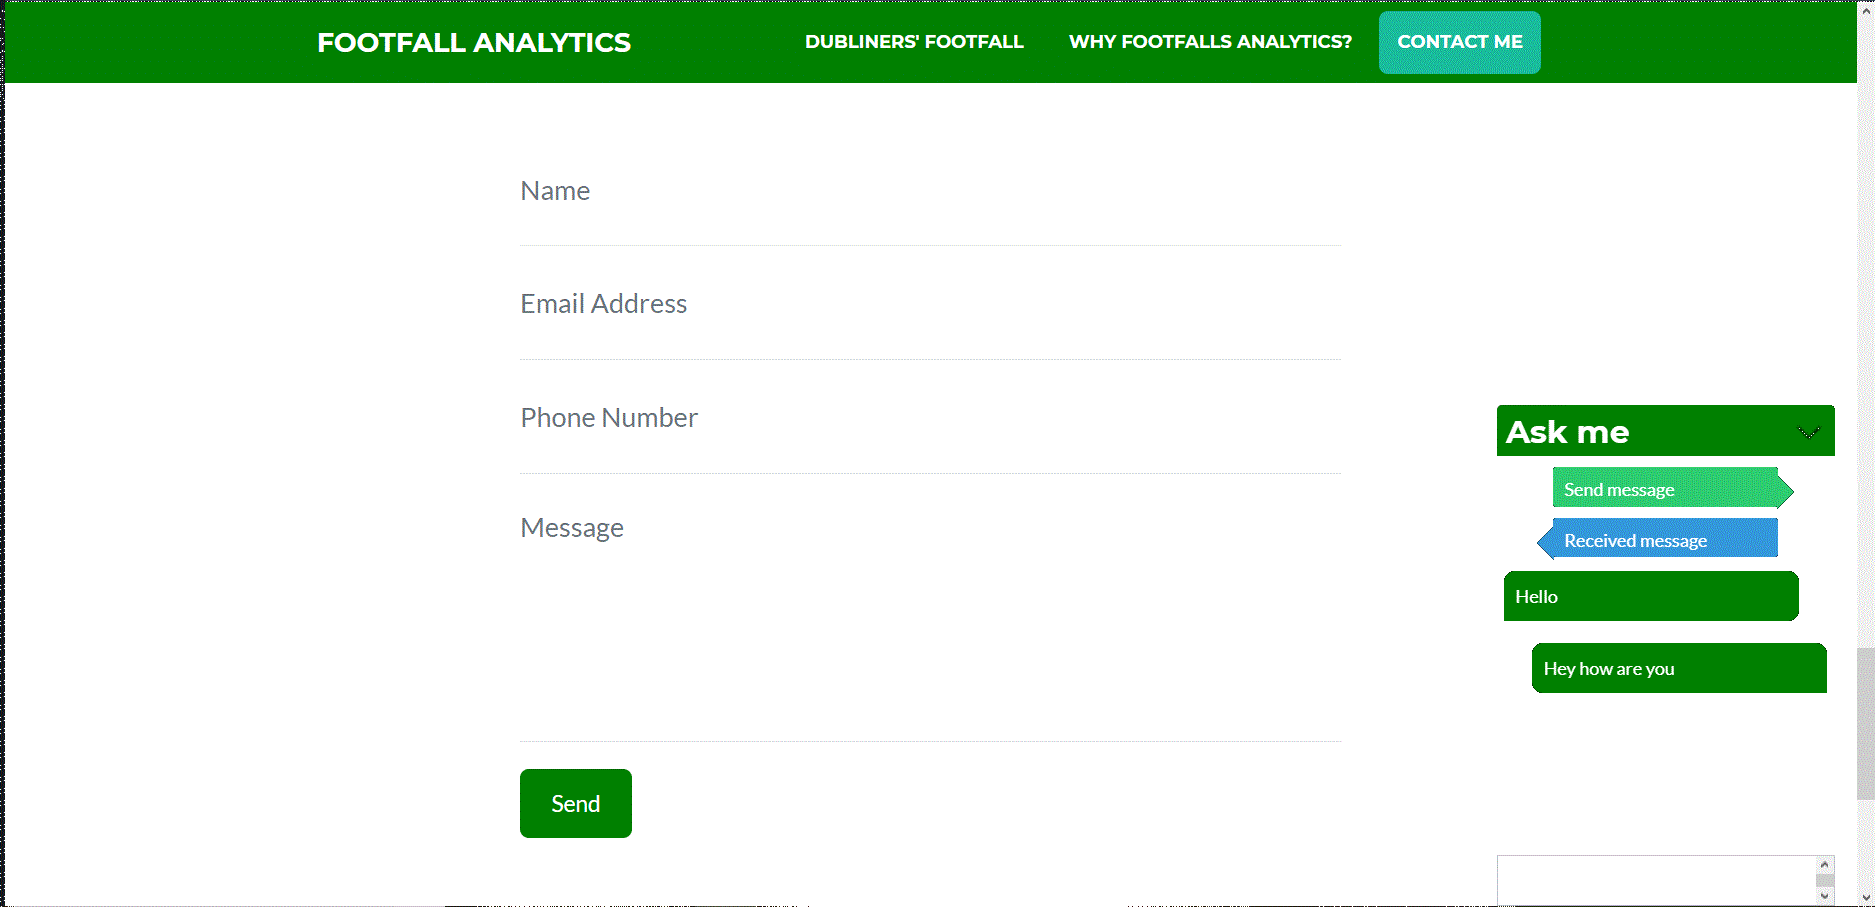 FOOTFALL ANALYTICS
DUBLINERS' FOOTFALL
WHY FOOTFALLS ANALYTICS?
CONTACT ME
Name
Email Address
Phone Number
Message
Send
Ask me
Send message
Received message
Hello
Hey how are you